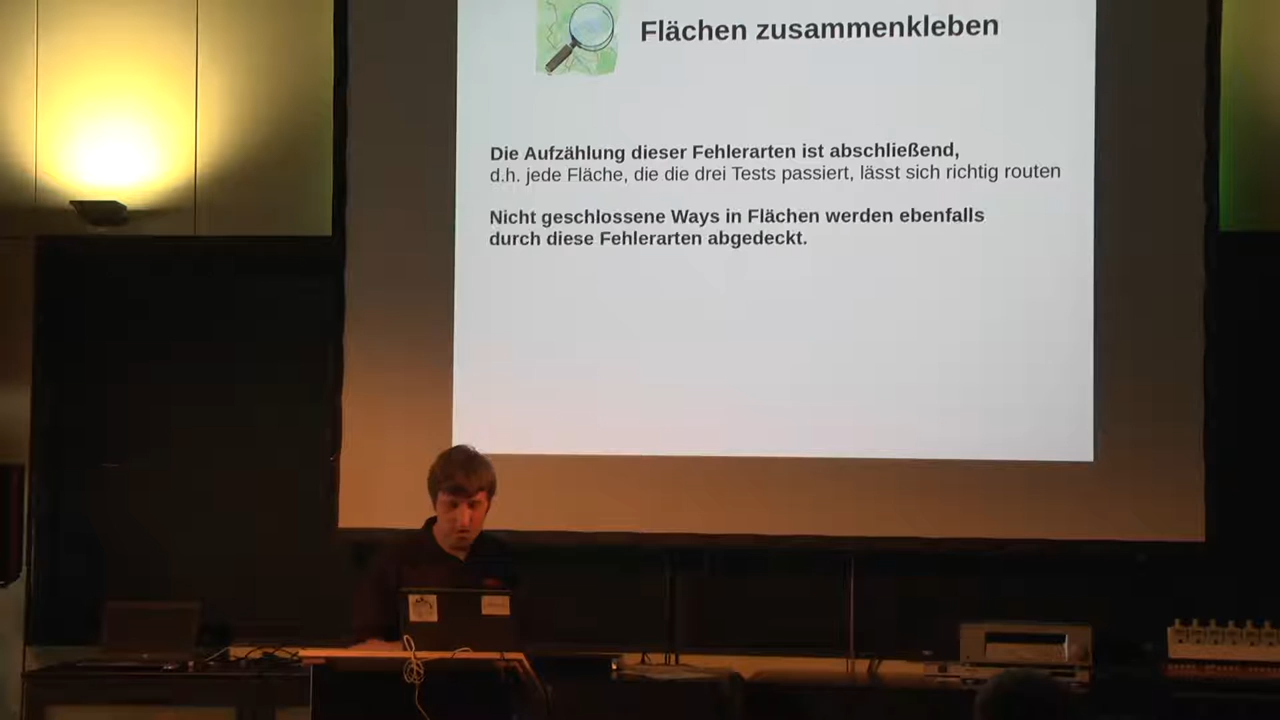 Flächen zusammenkleben
Die Aufzählung dieser Fehlerarten ist abschließend,
d.h. jede Fläche, die die drei Tests passiert, lässt sich richtig routen
Nicht geschlossene Ways in Flächen werden ebenfalls
durch diese Fehlerarten abgedeckt.